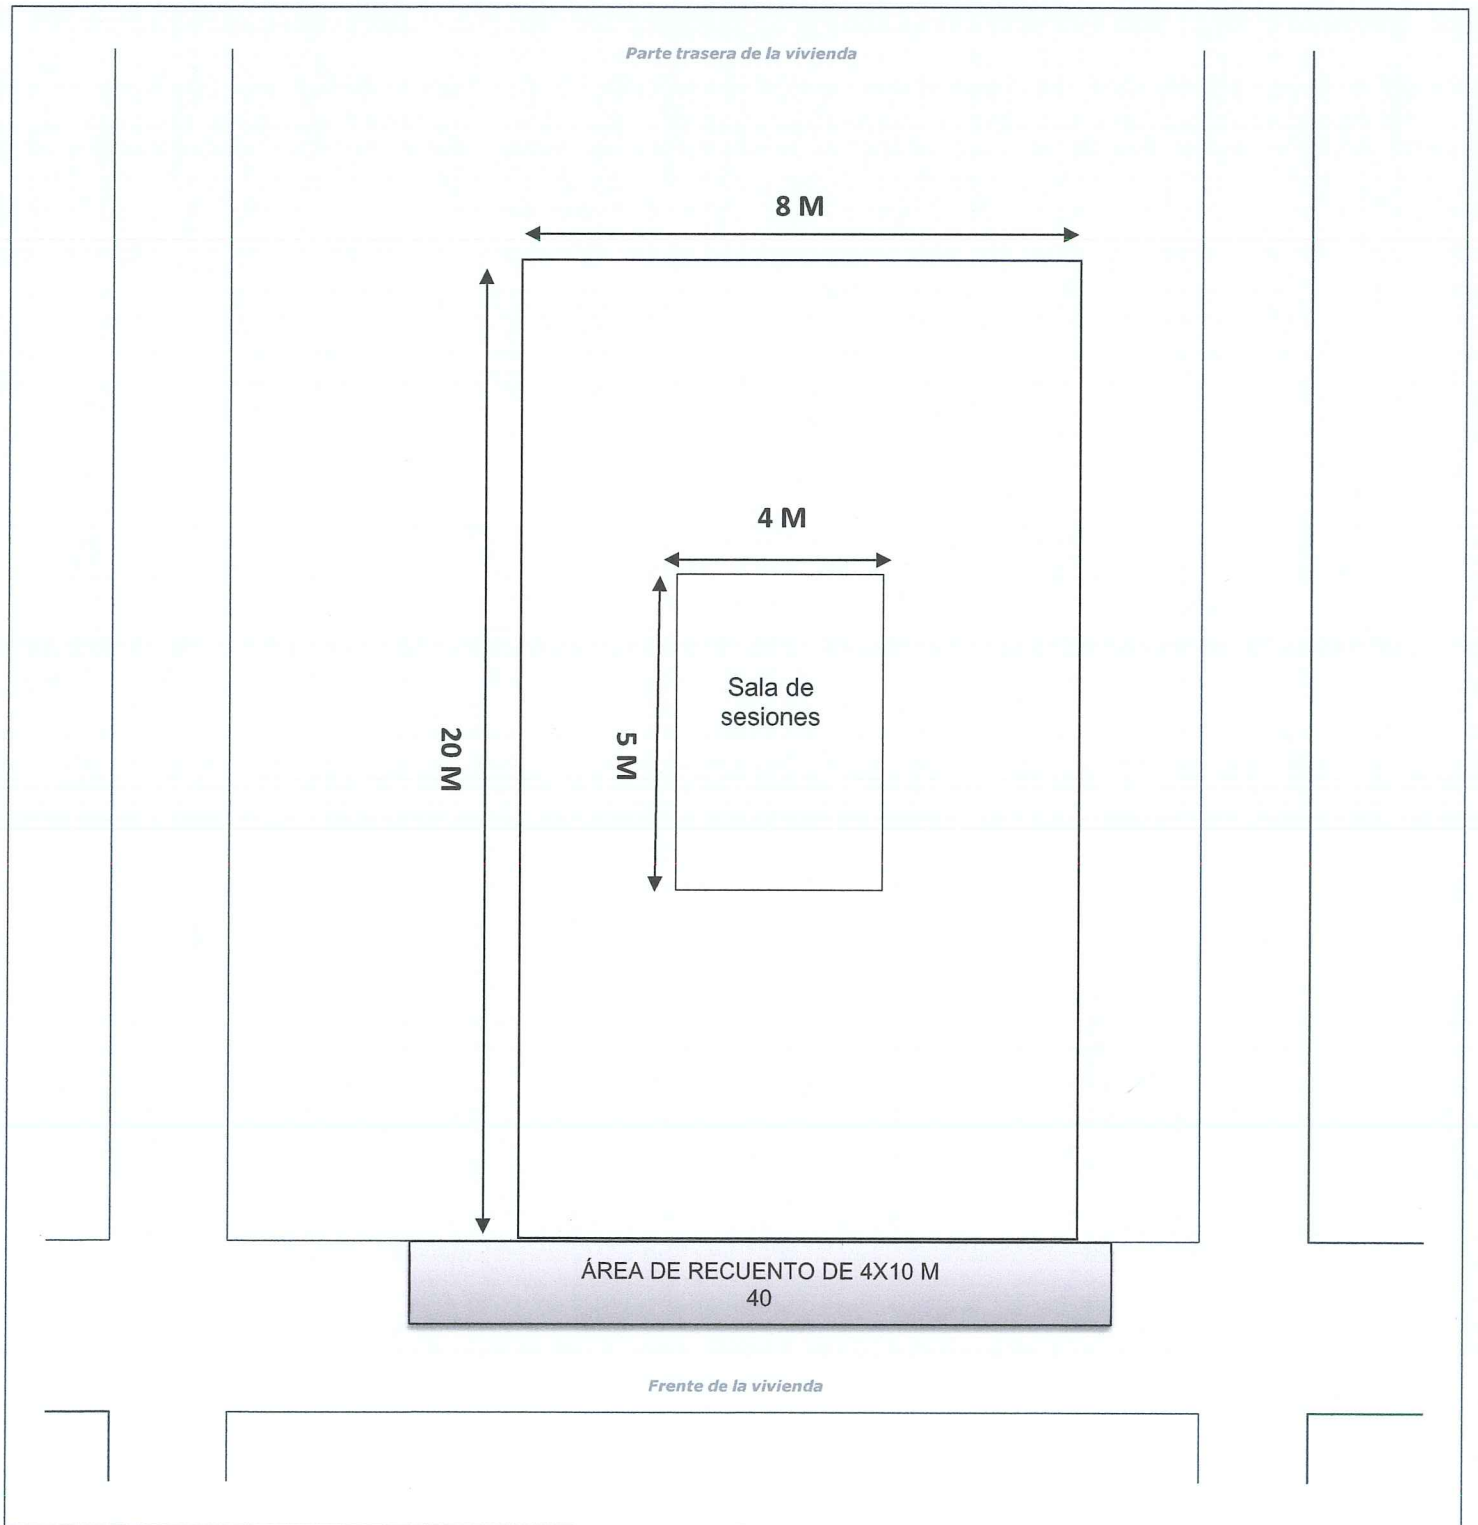 Parte trasera de la vivienda
8 M
4 M
Sala de
sesiones
20 M
5 M
ÁREA DE RECUENTO DE 4X10 M
40
Frente de la vivienda